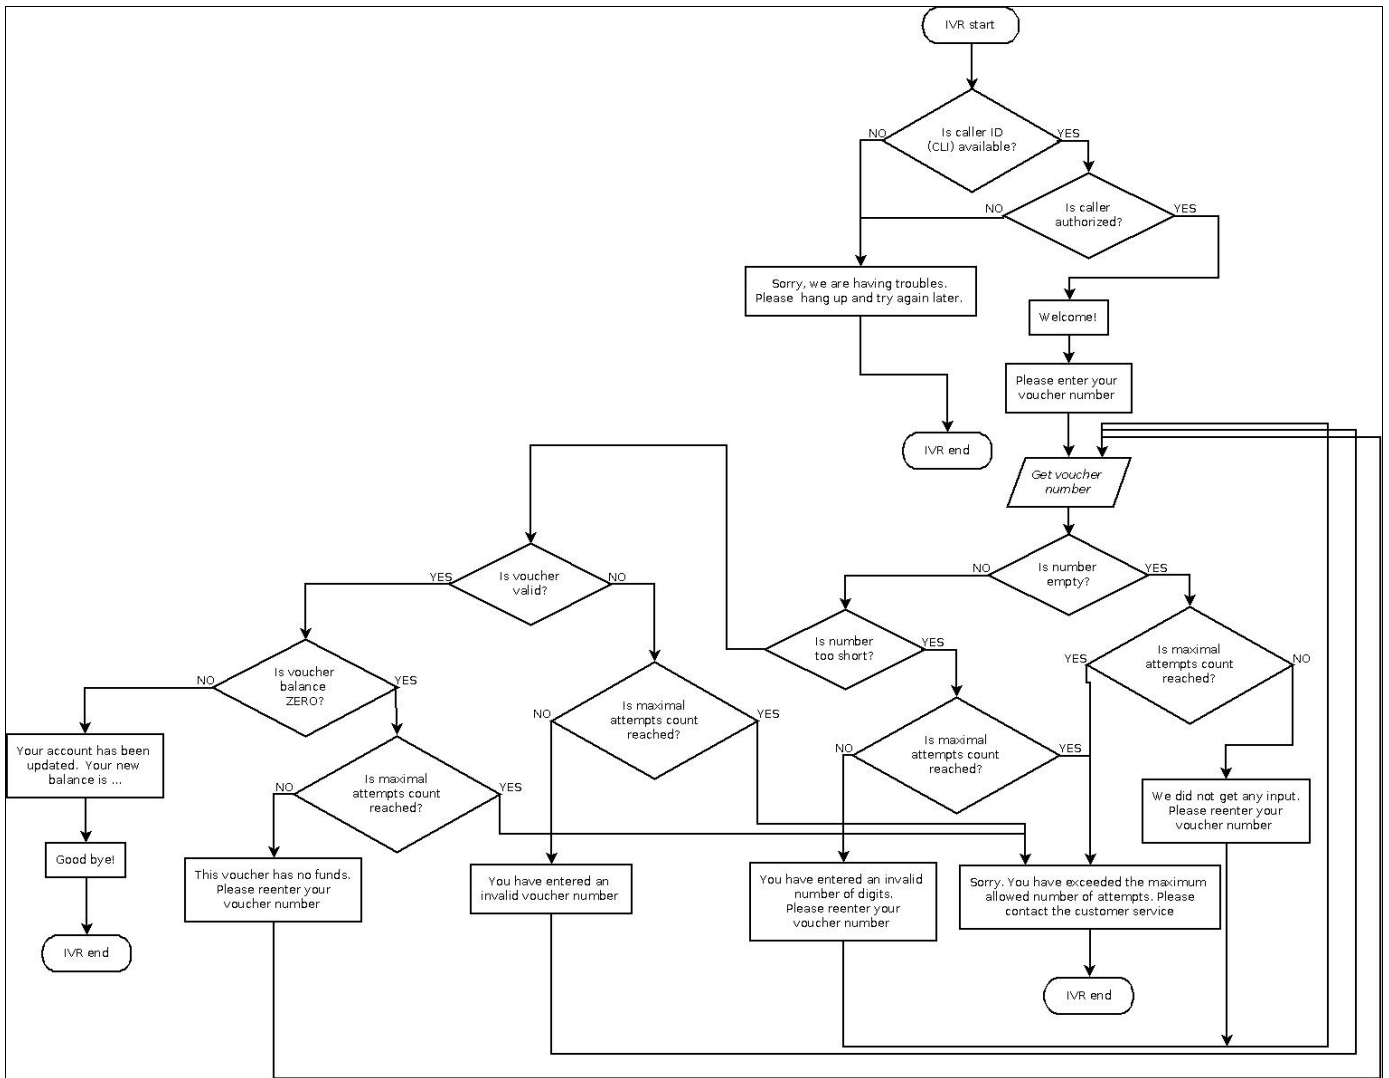 IVR start
Is caller ID
(CLI) available?
NO
YES
Is caller
authorized?
NO
YES
Sorry, we are having troubles.
Please hang up and try again later.
Welcome!
Please enter your
voucher number
IVR end
Get voucher
number
Is number
empty?
NO
YES
Is voucher
valid?
YES
NO
Is number
too short?
YES
Is maximal
attempts count
reached?
YES
NO
Is voucher
balance
ZERO?
NO
YES
Is maximal
attempts count
reached?
NO
YES
Is maximal
attempts count
reached?
NO
YES
Your account has been
updated. Your new
balance is ...
Is maximal
attempts count
reached?
NO
YES
We did not get any input.
Please reenter your
voucher number
Good bye!
This voucher has no funds.
Please reenter your
voucher number
You have entered an
invalid voucher number
You have entered an invalid
number of digits.
Please reenter your
voucher number
Sorry. You have exceeded the maximum
allowed number of attempts. Please
contact the customer service
IVR end
IVR end